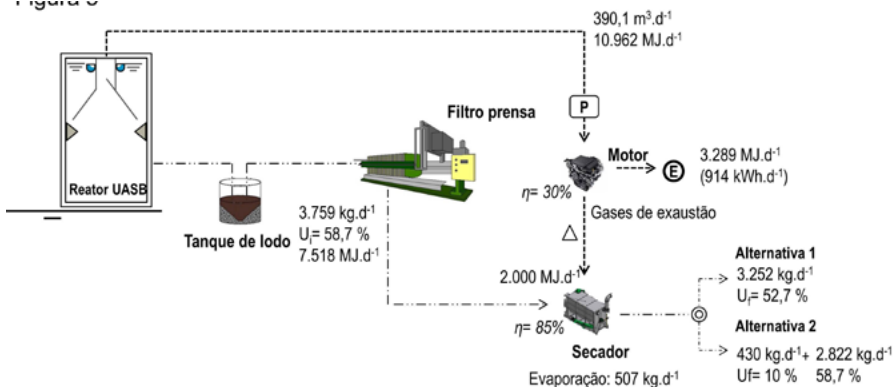 390,1 m³.d⁻¹
10.962 MJ.d⁻¹
P
Filtro prensa
Motor
E
3.289 MJ.d⁻¹
(914 kWh.d⁻¹)
η= 30%
Reator UASB
Gases de exaustão
Tanque de lodo
3.759 kg.d⁻¹
Uᵢ= 58,7 %
7.518 MJ.d⁻¹
2.000 MJ.d⁻¹
η= 85%
Secador
Evaporação: 507 kg.d⁻¹
Alternativa 1
3.252 kg.d⁻¹
U_f= 52,7 %
Alternativa 2
430 kg.d⁻¹+ 2.822 kg.d⁻¹
Uf= 10 % 58,7 %